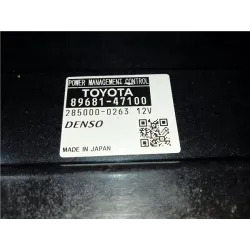 POWER MANAGEMENT CONTROL
TOYOTA
89681-47100
285000-0263 12V
DENSO
MADE IN JAPAN